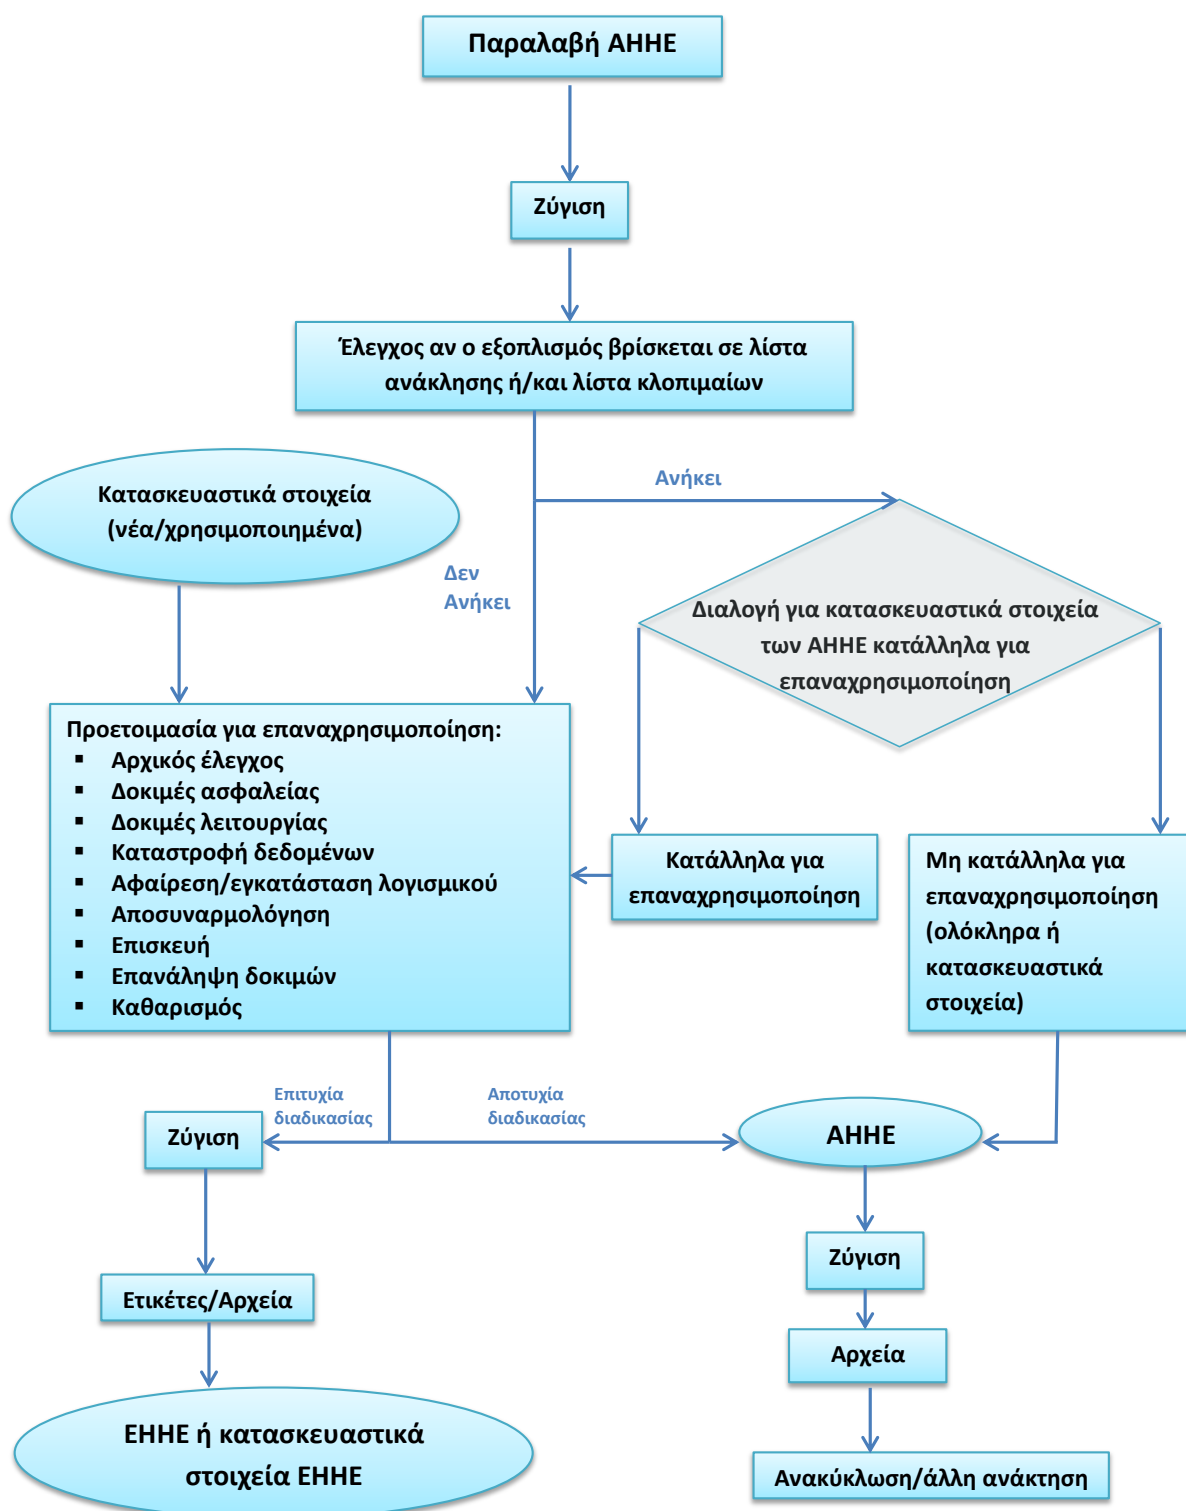 Παραλαβή ΑΗΗΕ
Ζύγιση
Έλεγχος αν ο εξοπλισμός βρίσκεται σε λίστα
ανάκλησης ή/και λίστα κλοπιμαίων
Κατασκευαστικά στοιχεία
(νέα/χρησιμοποιημένα)
Ανήκει
Δεν
Ανήκει
Διαλογή για κατασκευαστικά στοιχεία
των ΑΗΗΕ κατάλληλα για
επαναχρησιμοποίηση
Προετοιμασία για επαναχρησιμοποίηση:
▪ Αρχικός έλεγχος
▪ Δοκιμές ασφαλείας
▪ Δοκιμές λειτουργίας
▪ Καταστροφή δεδομένων
▪ Αφαίρεση/εγκατάσταση λογισμικού
▪ Αποσυναρμολόγηση
▪ Επισκευή
▪ Επανάληψη δοκιμών
▪ Καθαρισμός
Κατάλληλα για
επαναχρησιμοποίηση
Μη κατάλληλα για
επαναχρησιμοποίηση
(ολόκληρα ή
κατασκευαστικά
στοιχεία)
Επιτυχία
διαδικασίας
Αποτυχία
διαδικασίας
Ζύγιση
ΑΗΗΕ
Ζύγιση
Ετικέτες/Αρχεία
Αρχεία
ΕΗΗΕ ή κατασκευαστικά
στοιχεία ΕΗΗΕ
Ανακύκλωση/άλλη ανάκτηση